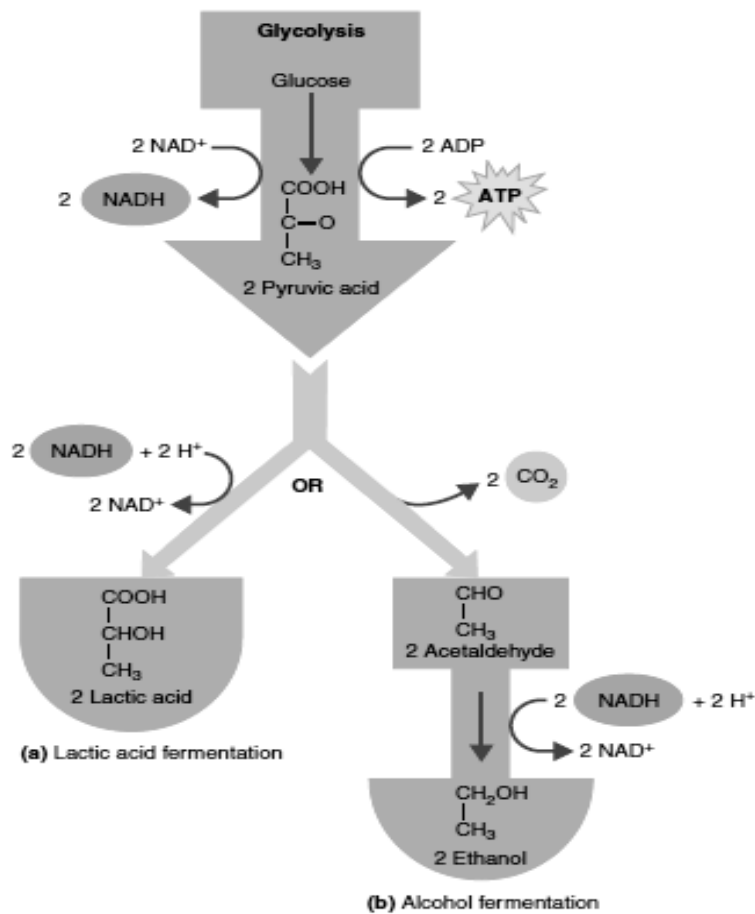 Glycolysis
Glucose
2 NAD⁺
2 ADP
2 NADH
2 ATP
COOH
C—O
CH₃
2 Pyruvic acid
2 NADH + 2 H⁺
2 NAD⁺
OR
2 CO₂
COOH
CHOH
CH₃
2 Lactic acid
(a) Lactic acid fermentation
CHO
CH₃
2 Acetaldehyde
2 NADH + 2 H⁺
2 NAD⁺
CH₂OH
CH₃
2 Ethanol
(b) Alcohol fermentation